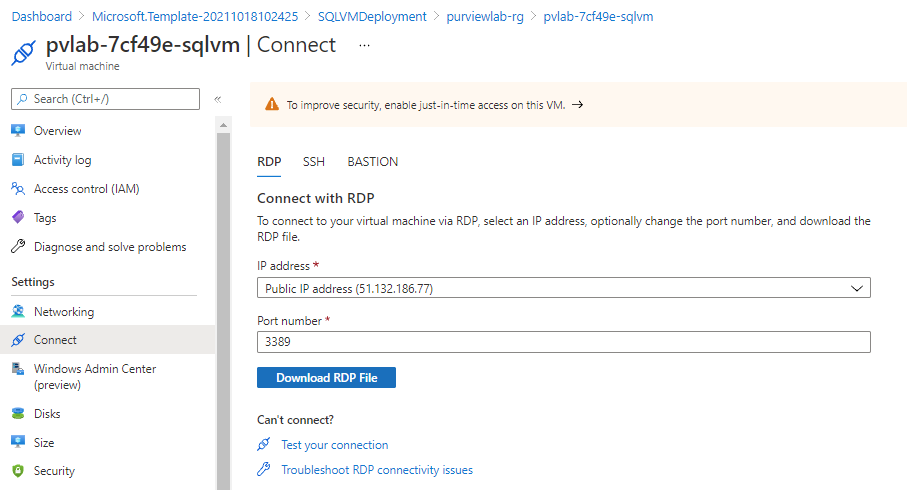 Dashboard > Microsoft.Template-20211018102425 > SQLVMDeployment > purviewlab-rg > pvlab-7cf49e-sqlvm
pvlab-7cf49e-sqlvm | Connect ...
Virtual machine
Search (Ctrl+/)
«
Overview
Activity log
Access control (IAM)
Tags
Diagnose and solve problems
Settings
Networking
Connect
Windows Admin Center
(preview)
Disks
Size
Security
To improve security, enable just-in-time access on this VM. →
RDP SSH BASTION
Connect with RDP
To connect to your virtual machine via RDP, select an IP address, optionally change the port number, and download the
RDP file.
IP address *
Public IP address (51.132.186.77)
Port number *
3389
Download RDP File
Can't connect?
Test your connection
Troubleshoot RDP connectivity issues